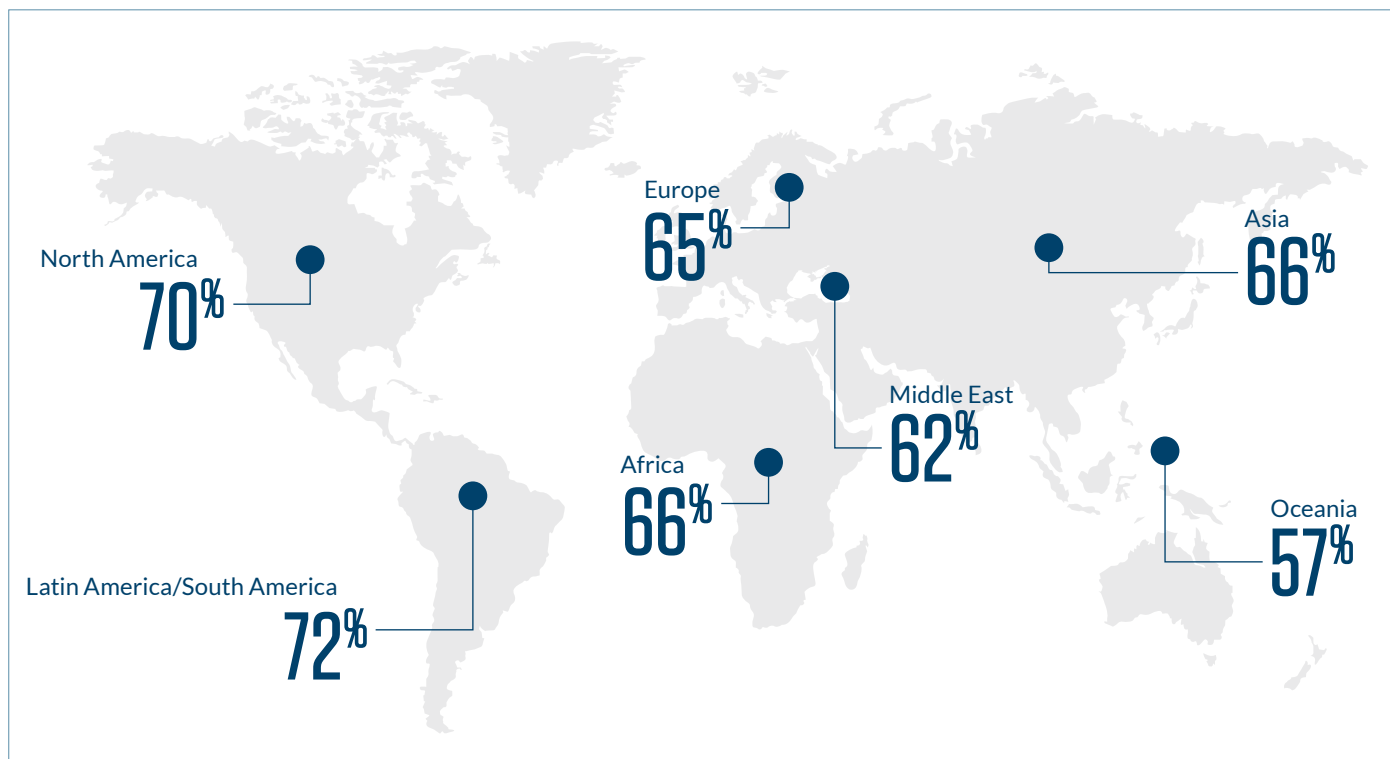 Europe
65%
Asia
66%
North America
70%
Middle East
62%
Africa
66%
Oceania
57%
Latin America/South America
72%